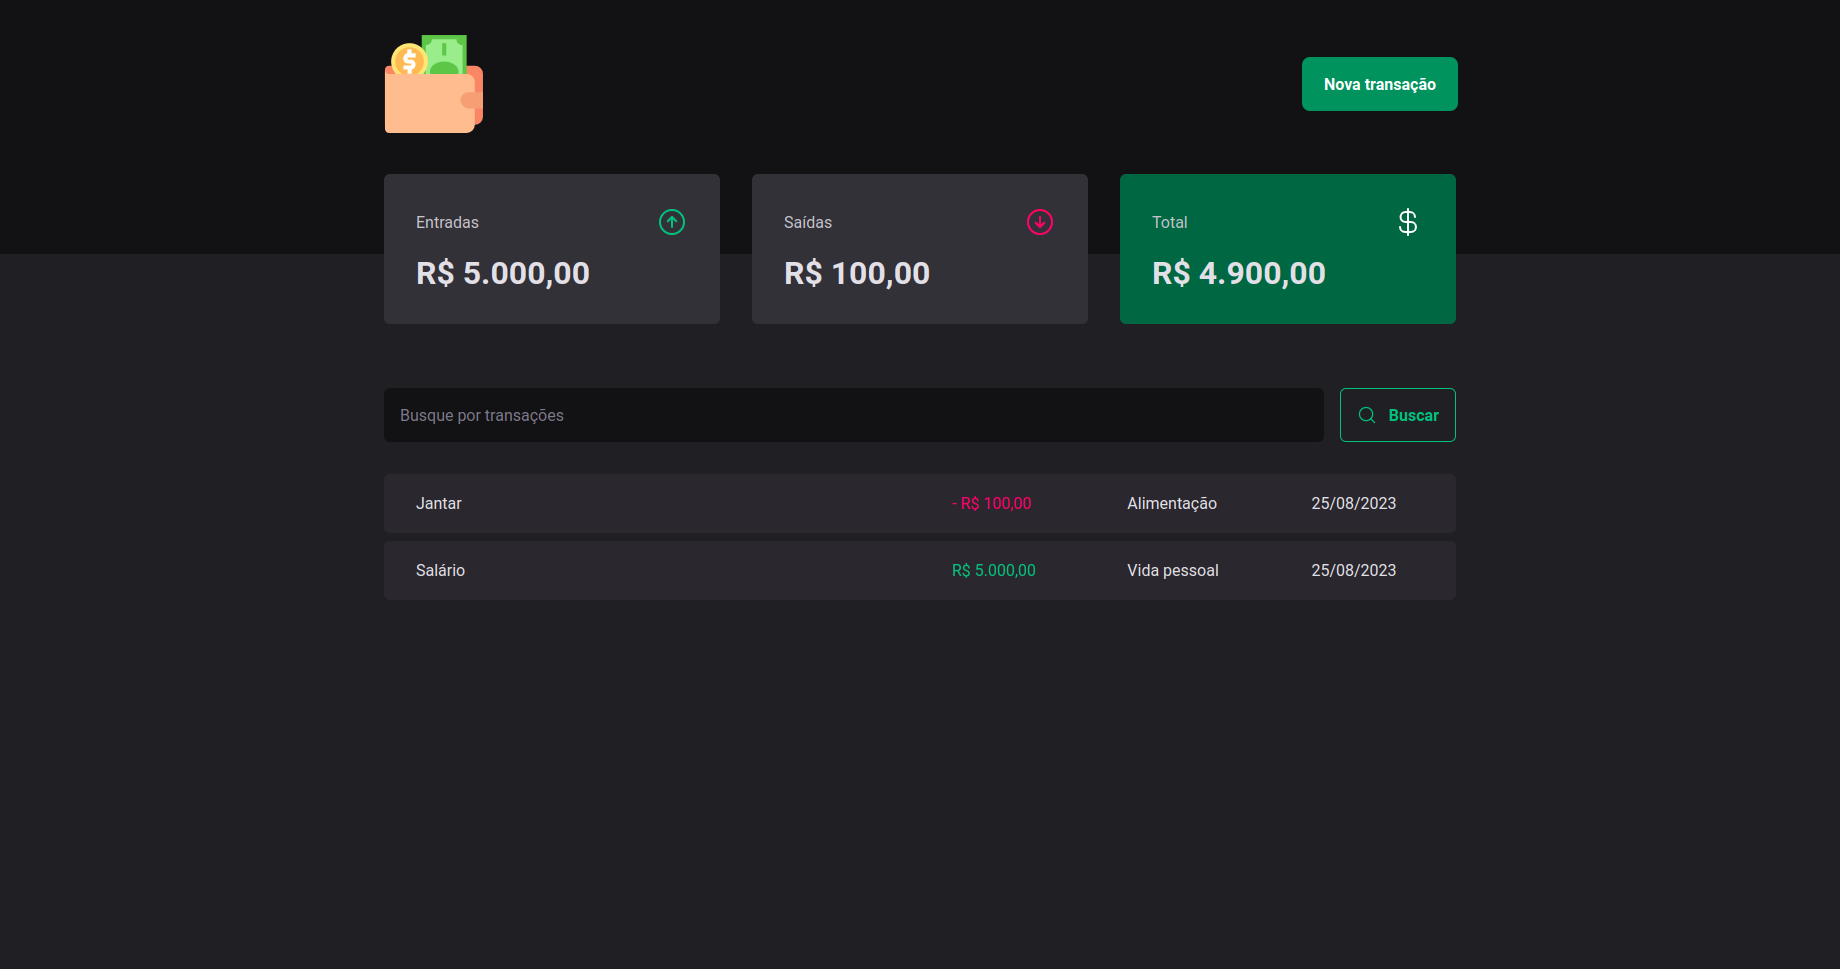 $
Nova transação
Entradas
R$ 5.000,00
Saídas
R$ 100,00
Total
$
R$ 4.900,00
Busque por transações
Buscar
Jantar - R$ 100,00 Alimentação 25/08/2023
Salário R$ 5.000,00 Vida pessoal 25/08/2023